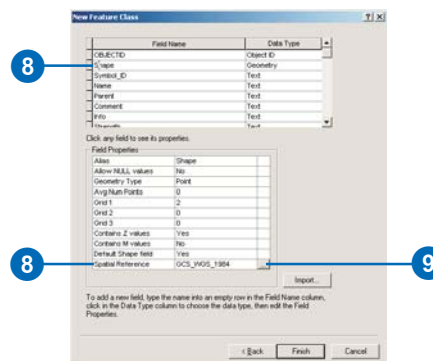 New Feature Class
? X
Field Name Data Type
OBJECTID Object ID
8
Shape Geometry
Symbol_ID Text
Name Text
Parent Text
Comment Text
Info Text
Strength Text
Click any field to see its properties.
Field Properties
Alias Shape
Allow NULL values No
Geometry Type Point
Avg Num Points 0
Grid 1 2
Grid 2 0
Grid 3 0
Contains Z values Yes
Contains M values No
Default Shape field Yes
8
Spatial Reference GCS_WGS_1984 ...
9
Import...
To add a new field, type the name into an empty row in the Field Name column,
click in the Data Type column to choose the data type, then edit the Field
Properties.
< Back Finish Cancel